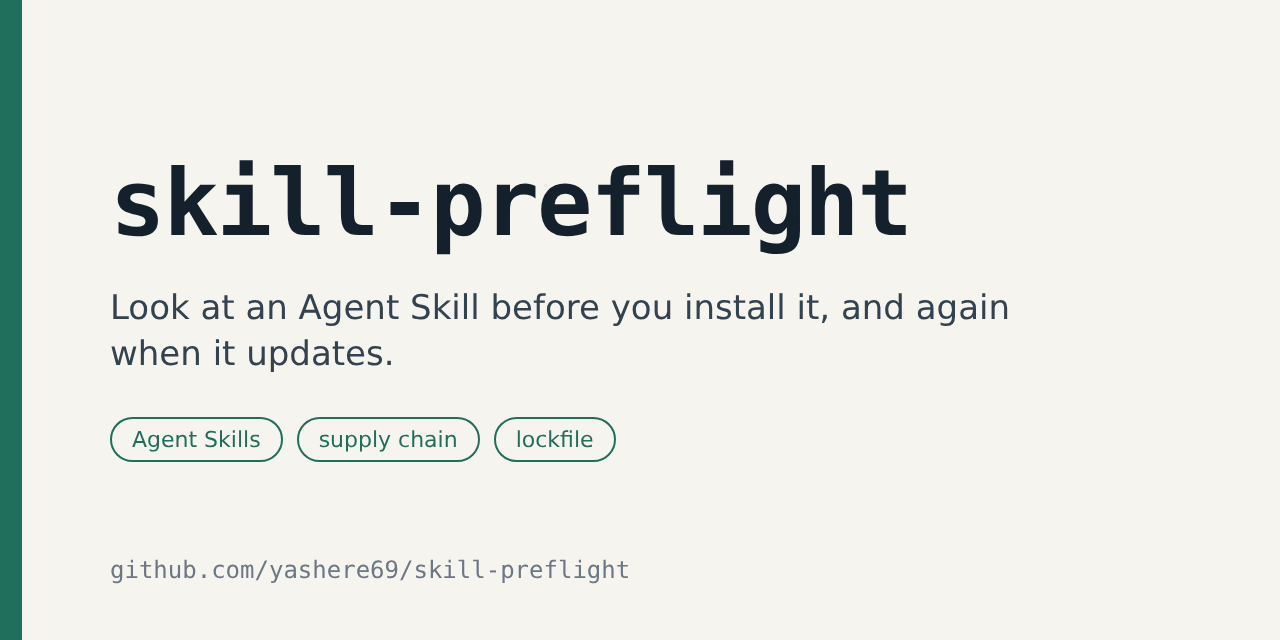 skill-preflight
Look at an Agent Skill before you install it, and again
when it updates.
Agent Skills
supply chain
lockfile
github.com/yashere69/skill-preflight